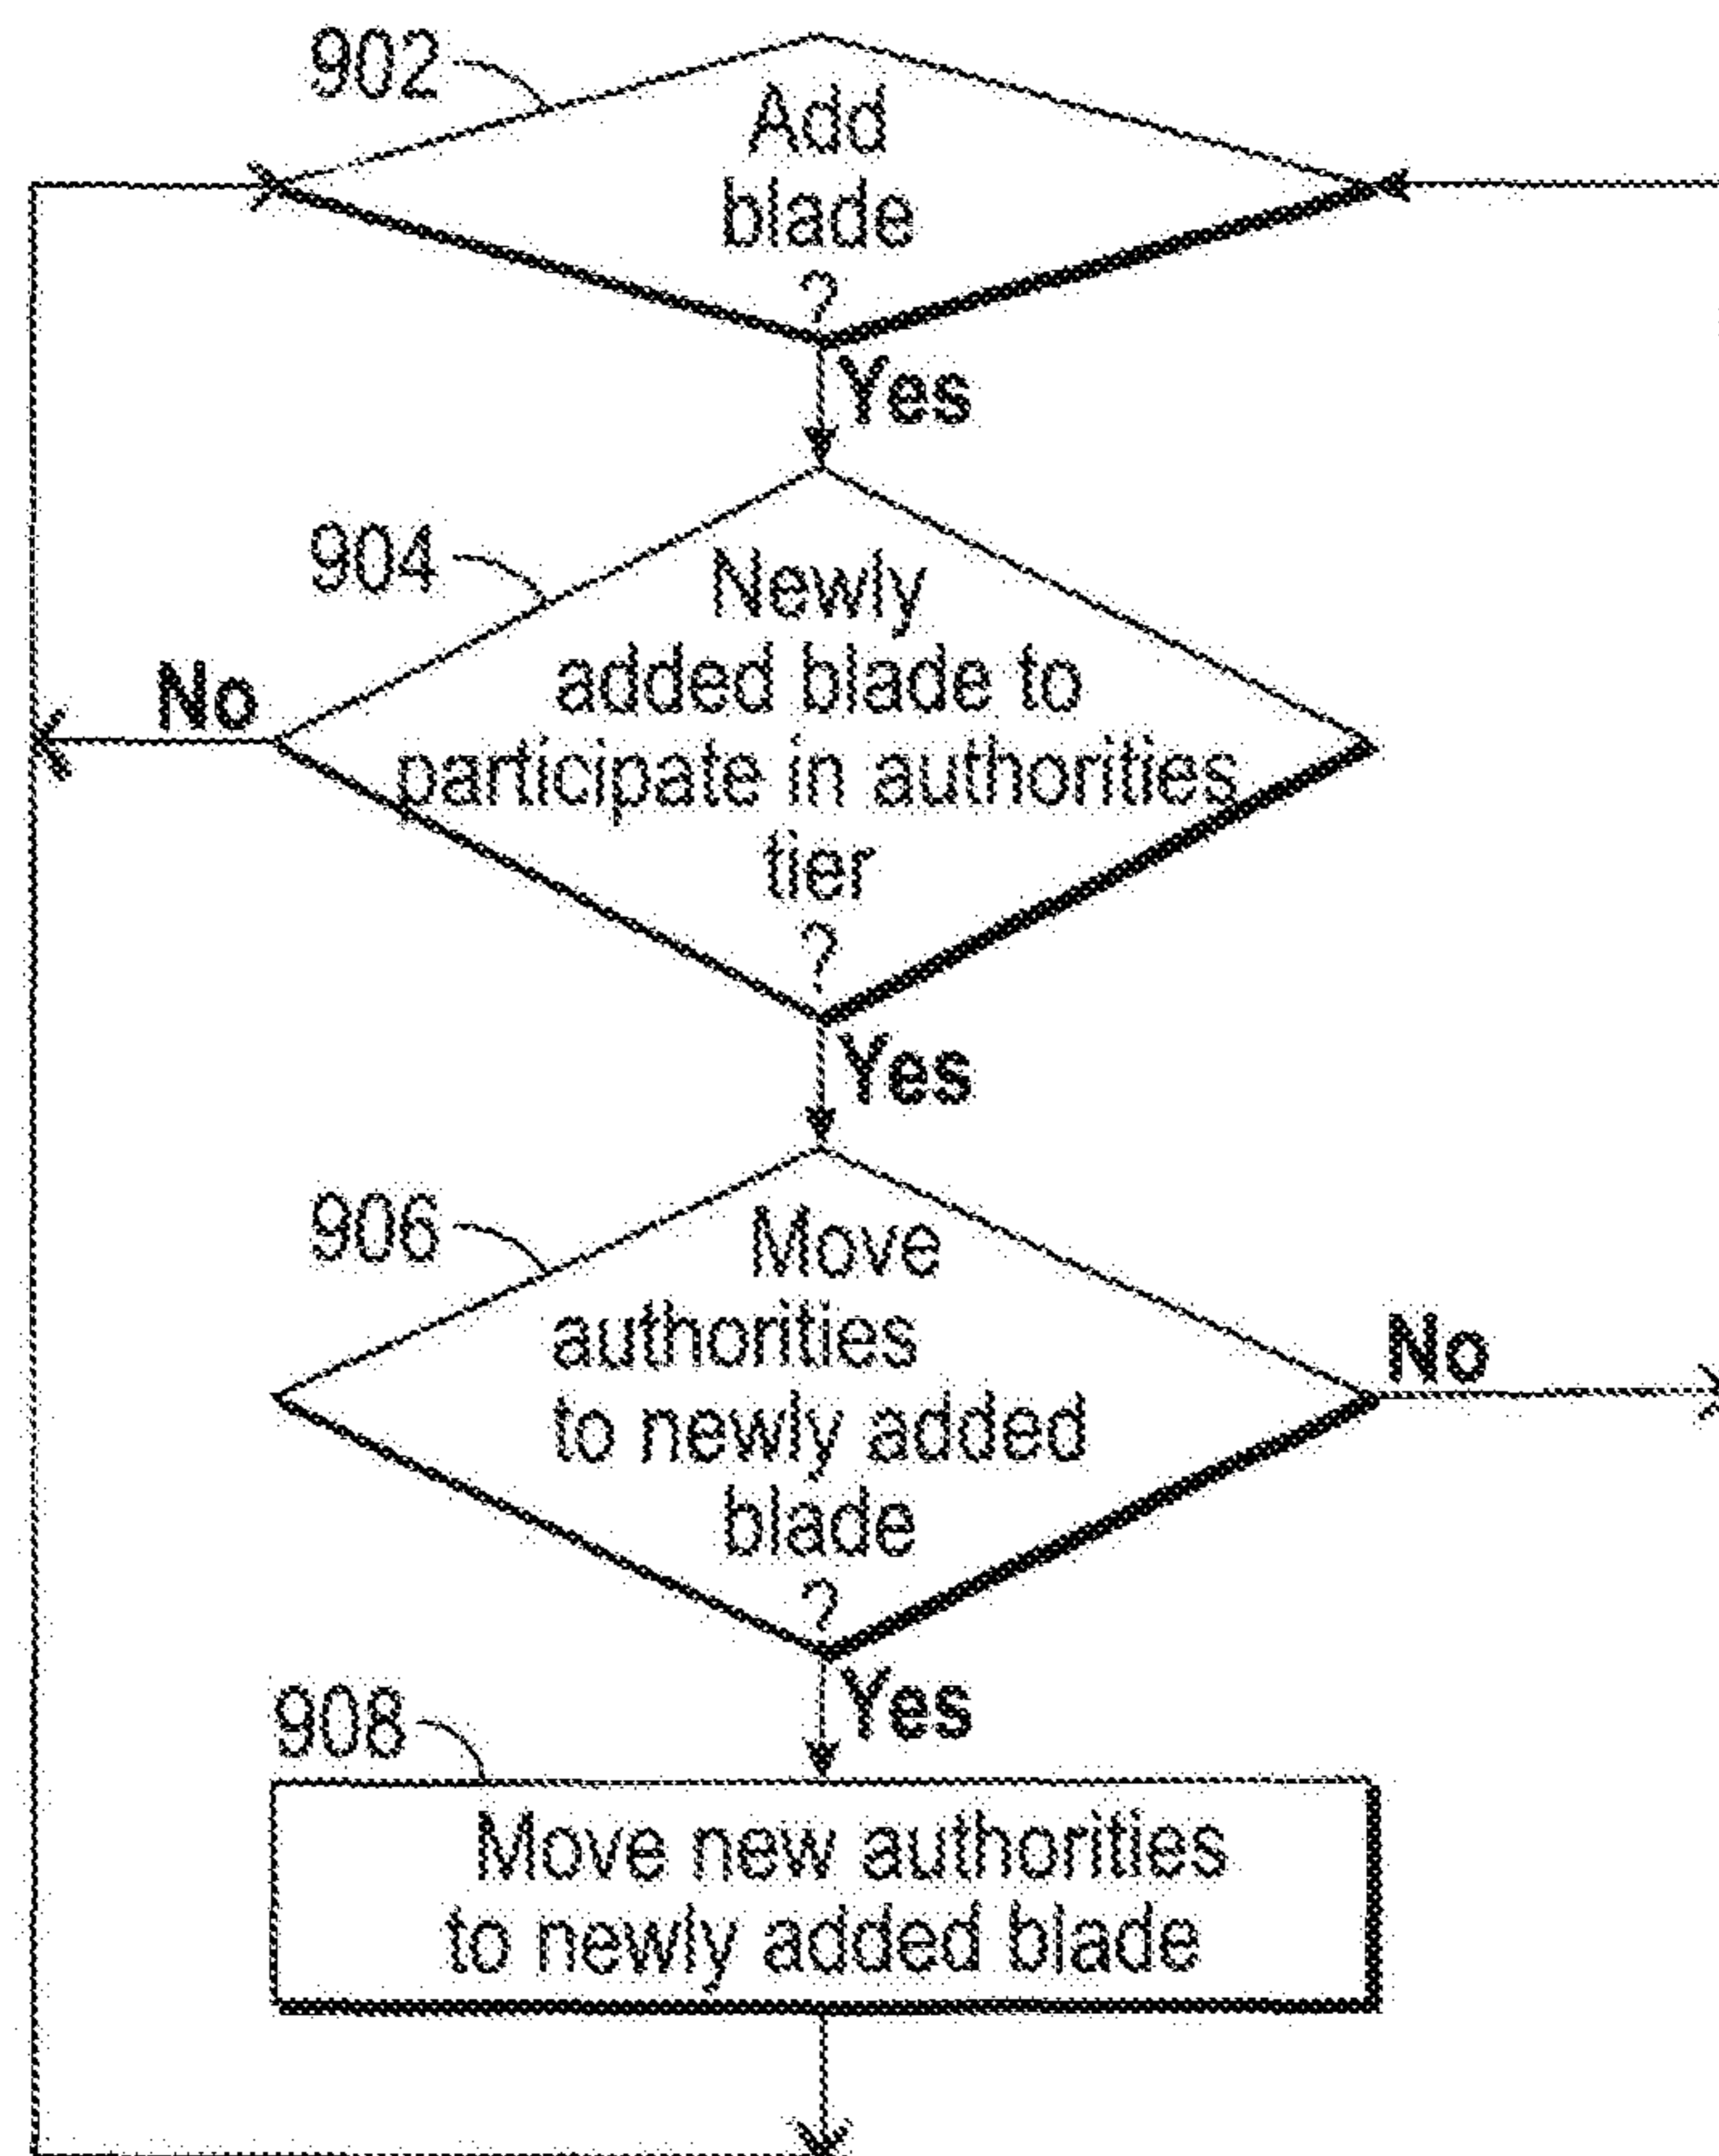 902
Add
blade
?
Yes
904
Newly
added blade to
No
participate in authorities
tier
?
Yes
906
Move
authorities
No
to newly added
blade
?
Yes
908
Move new authorities
to newly added blade